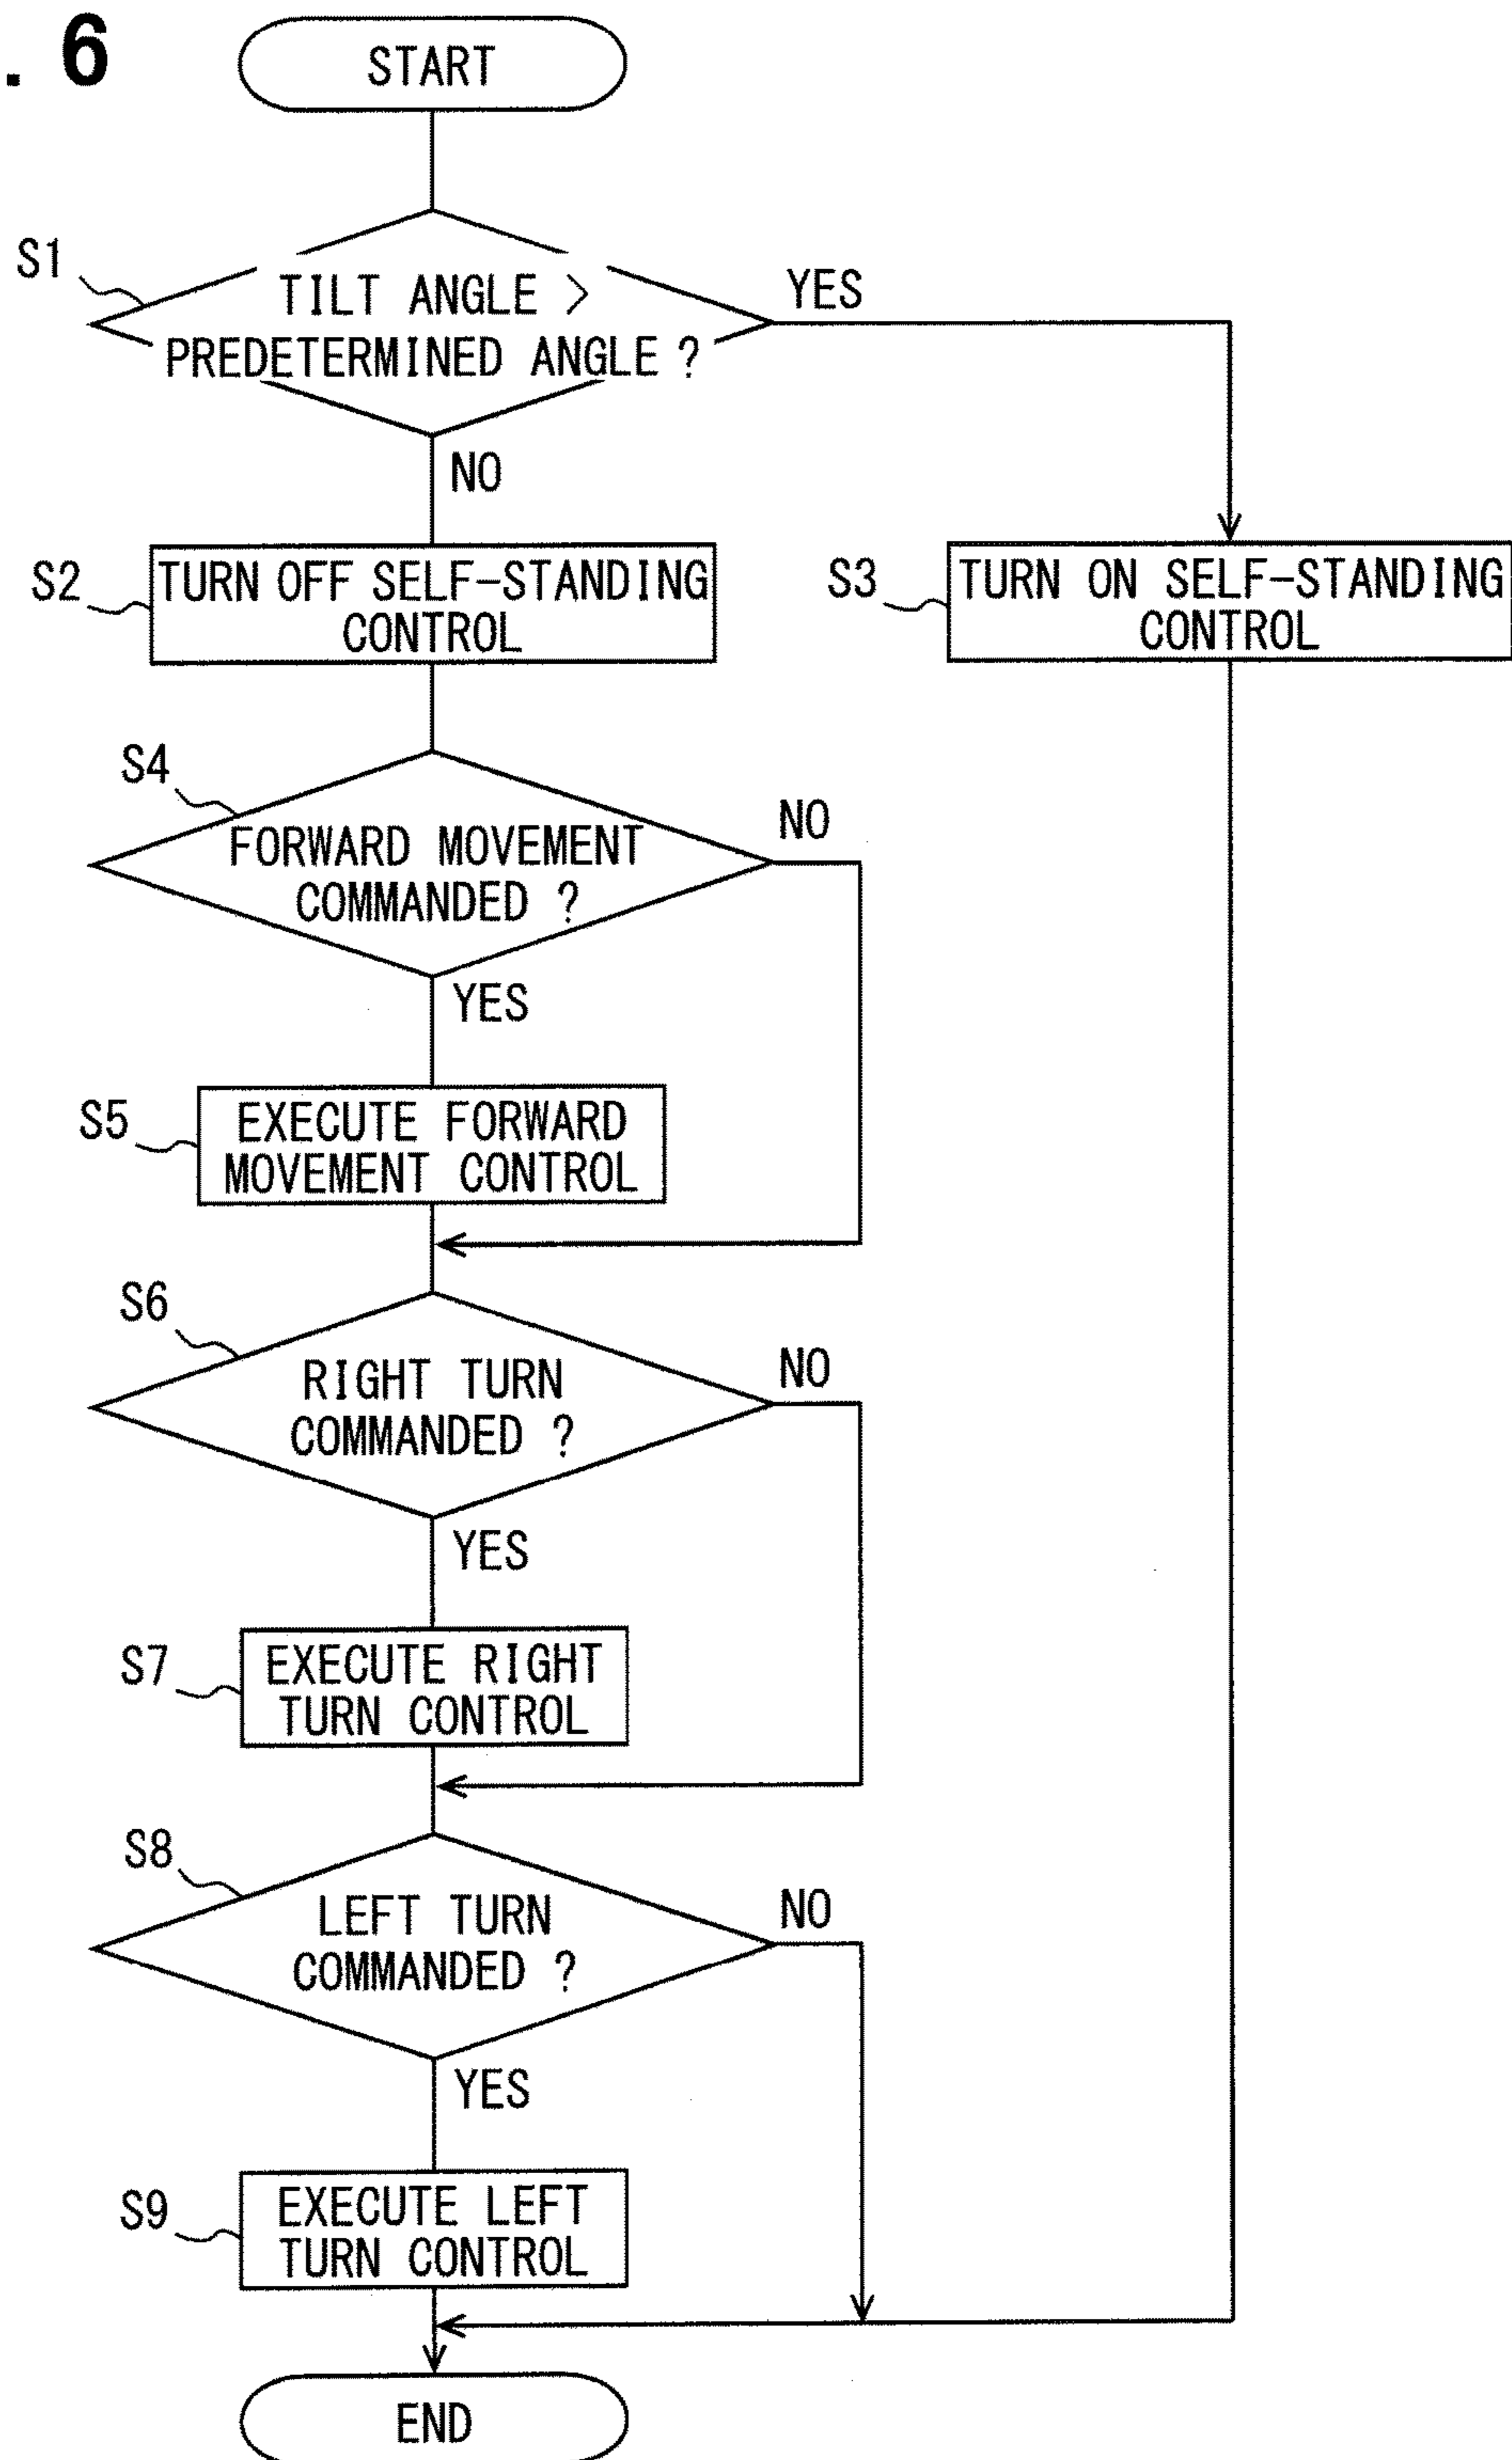 . 6
START
S1
TILT ANGLE >
PREDETERMINED ANGLE ?
YES
NO
S2
TURN OFF SELF-STANDING
CONTROL
S3
TURN ON SELF-STANDING
CONTROL
S4
FORWARD MOVEMENT
COMMANDED ?
NO
YES
S5
EXECUTE FORWARD
MOVEMENT CONTROL
S6
RIGHT TURN
COMMANDED ?
NO
YES
S7
EXECUTE RIGHT
TURN CONTROL
S8
LEFT TURN
COMMANDED ?
NO
YES
S9
EXECUTE LEFT
TURN CONTROL
END